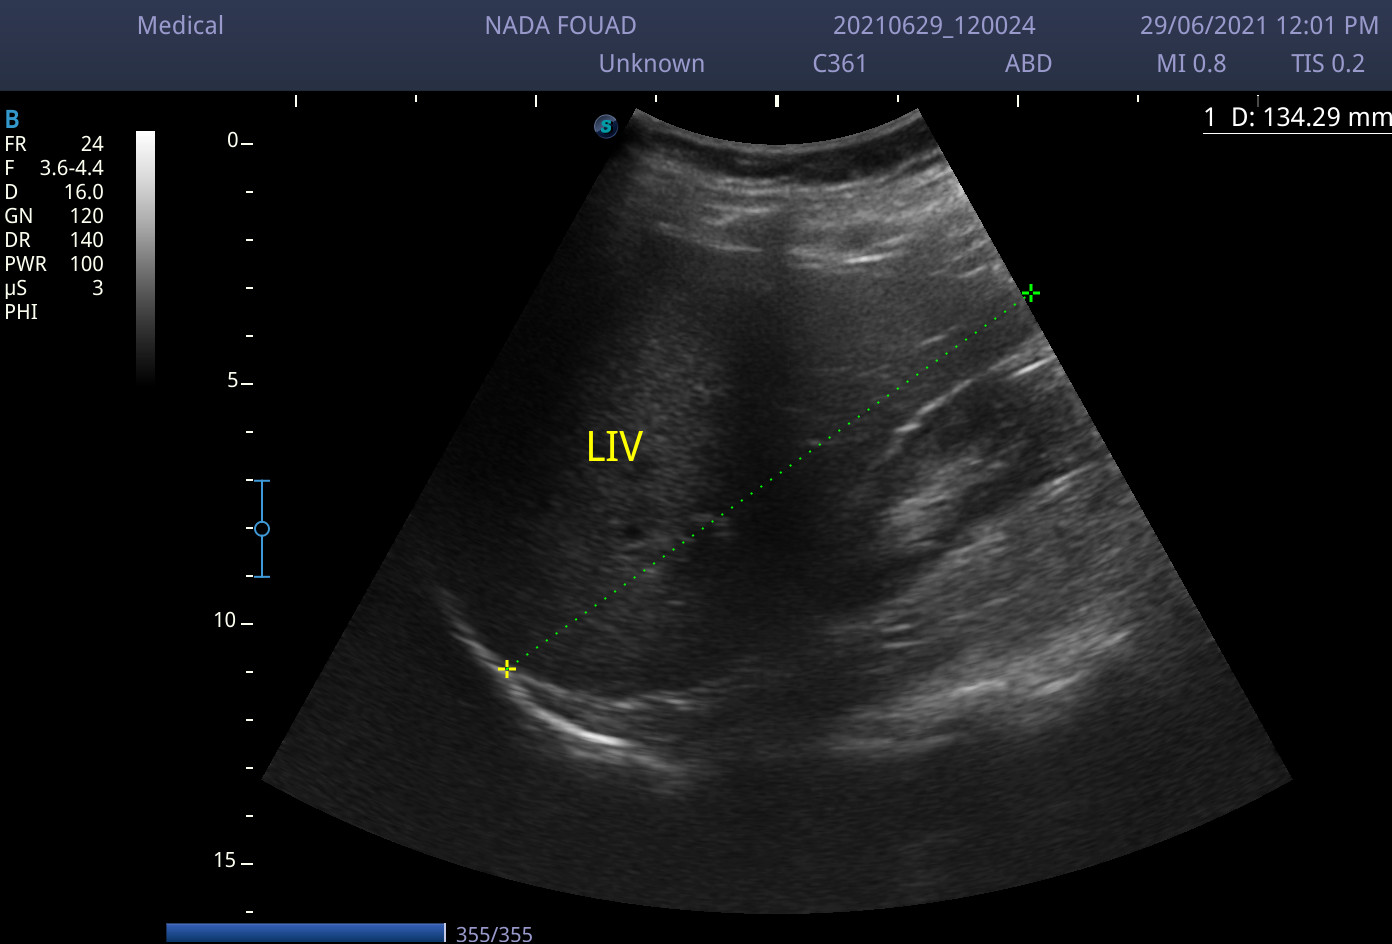 Medical NADA FOUAD 20210629_120024 29/06/2021 12:01 PM
Unknown C361 ABD MI 0.8 TIS 0.2
1 D: 134.29 mm
B
FR 24
F 3.6-4.4
D 16.0
GN 120
DR 140
PWR 100
µS 3
PHI
S
0
5
LIV
10
15
355/355